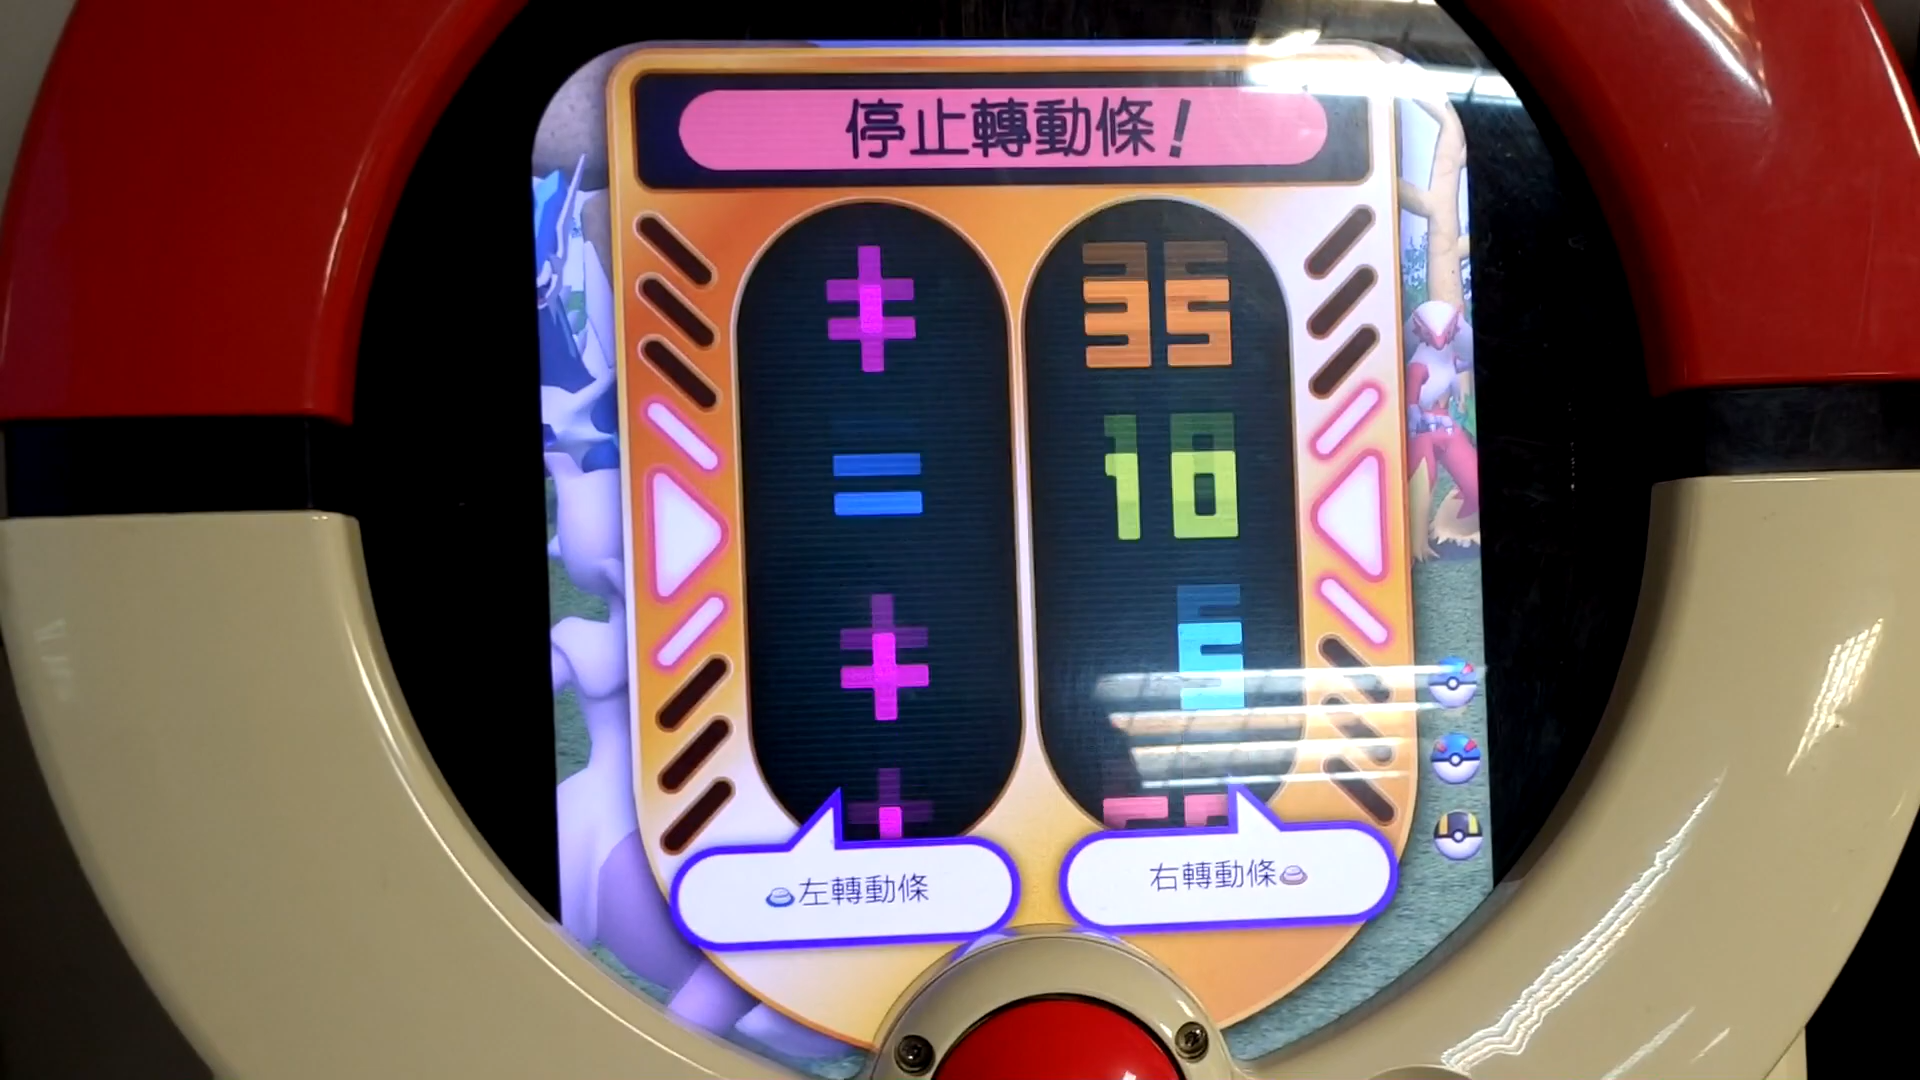 停止轉動條！
+ 35
= 10
+ 5
+
左轉動條
右轉動條